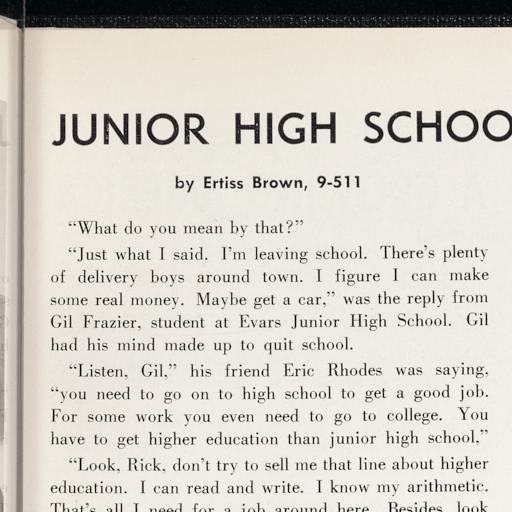 JUNIOR HIGH SCHOO
by Ertiss Brown, 9-511
“What do you mean by that?”
“Just what I said. I’m leaving school. There’s plenty
of delivery boys around town. I figure I can make
some real money. Maybe get a car,” was the reply from
Gil Frazier, student at Evars Junior High School. Gil
had his mind made up to quit school.
“Listen, Gil,” his friend Eric Rhodes was saying,
“you need to go on to high school to get a good job.
For some work you even need to go to college. You
have to get higher education than junior high school,”
“Look, Rick, don’t try to sell me that line about higher
education. I can read and write. I know my arithmetic.
That’s all I need for a job around here. Besides, look